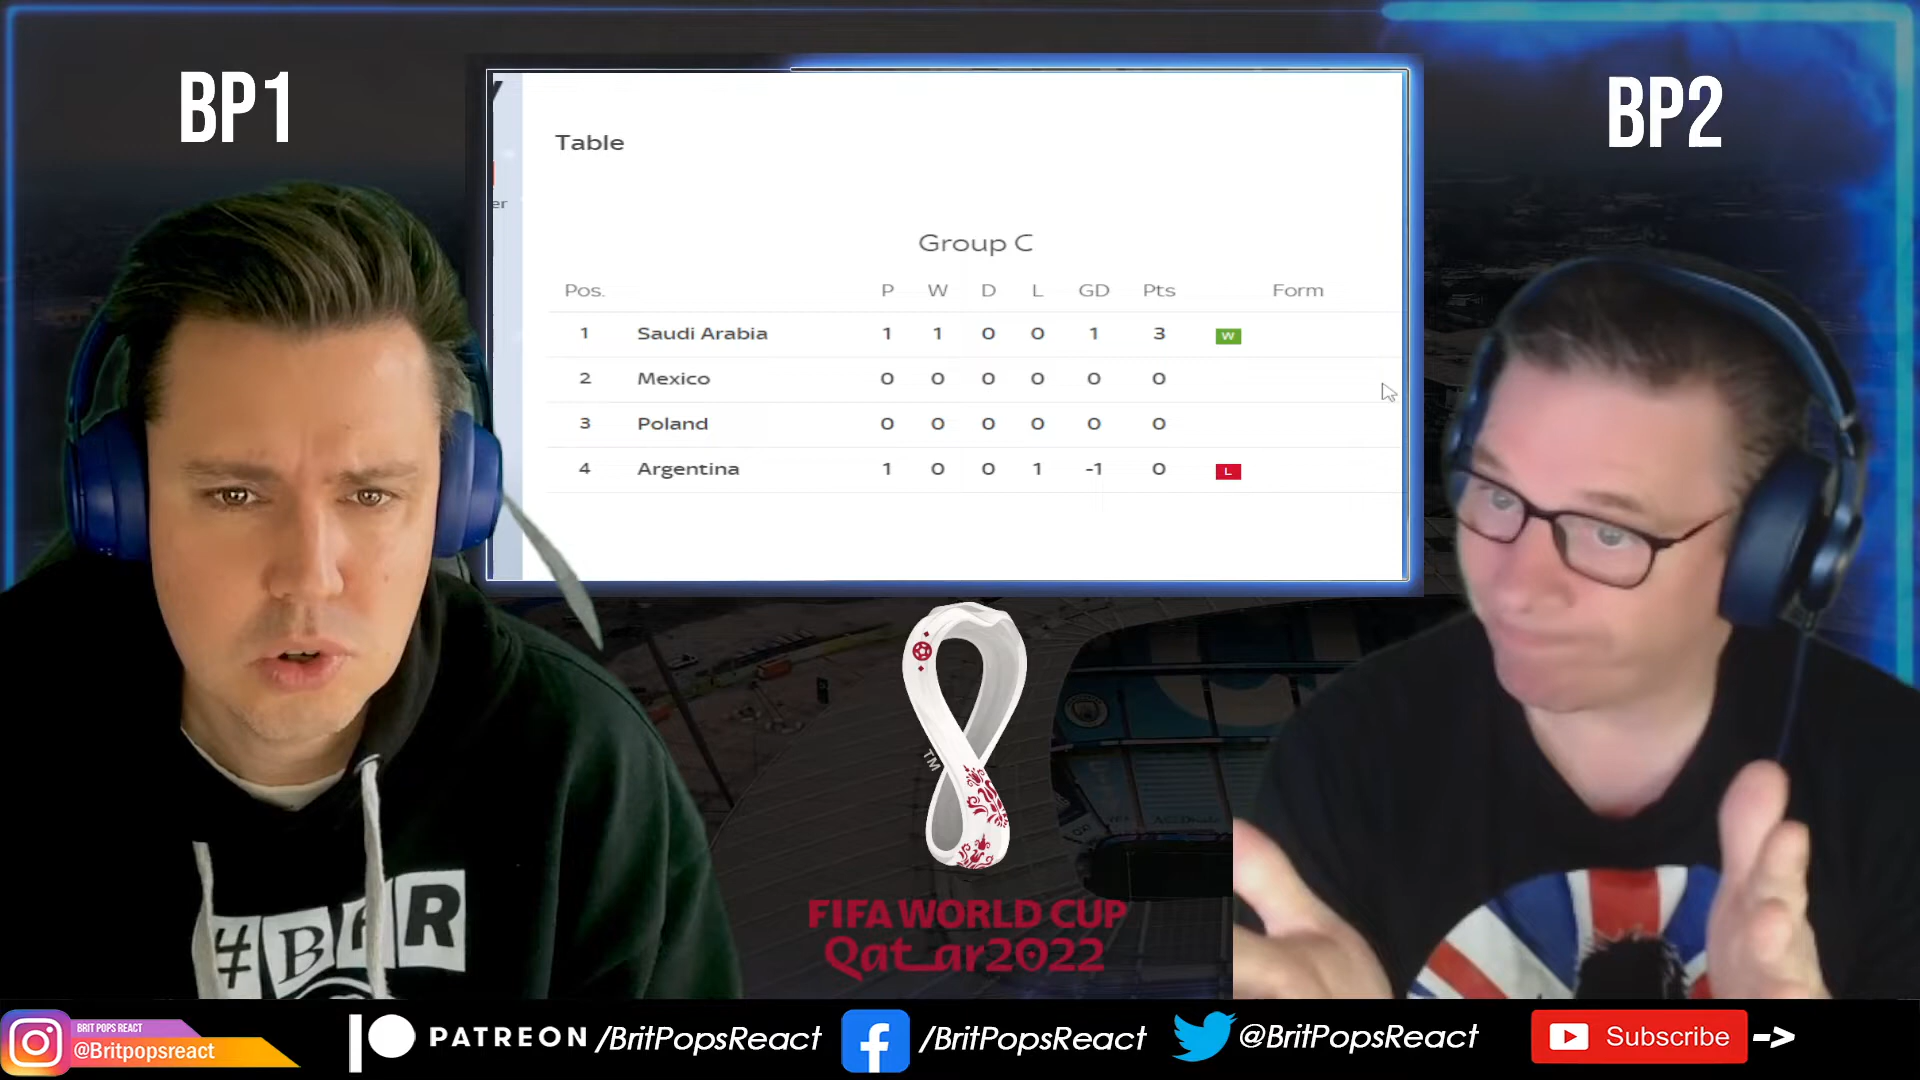 BP1
BP2
er
Table
Group C
Pos. P W D L GD Pts Form
1 Saudi Arabia 1 1 0 0 1 3 W
2 Mexico 0 0 0 0 0 0
3 Poland 0 0 0 0 0 0
4 Argentina 1 0 0 1 -1 0 L
TM
FIFA WORLD CUP
Qatar2022
BRIT POPS REACT
@Britpopsreact
PATREON /BritPopsReact
/BritPopsReact
@BritPopsReact
Subscribe ->